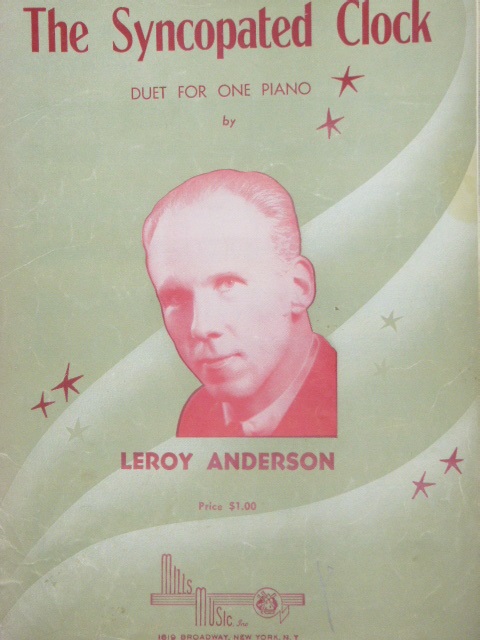 The Syncopated Clock
DUET FOR ONE PIANO
by
LEROY ANDERSON
Price $1.00
MILLS
MUSIC, Inc.
1619 BROADWAY, NEW YORK, N.Y.